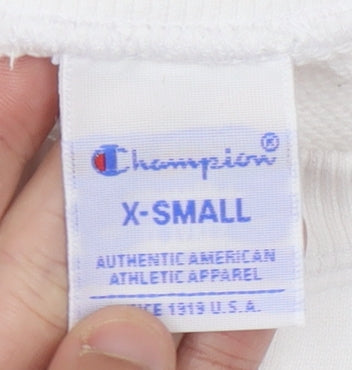 Champion®
X-SMALL
AUTHENTIC AMERICAN
ATHLETIC APPAREL
1919 U.S.A.